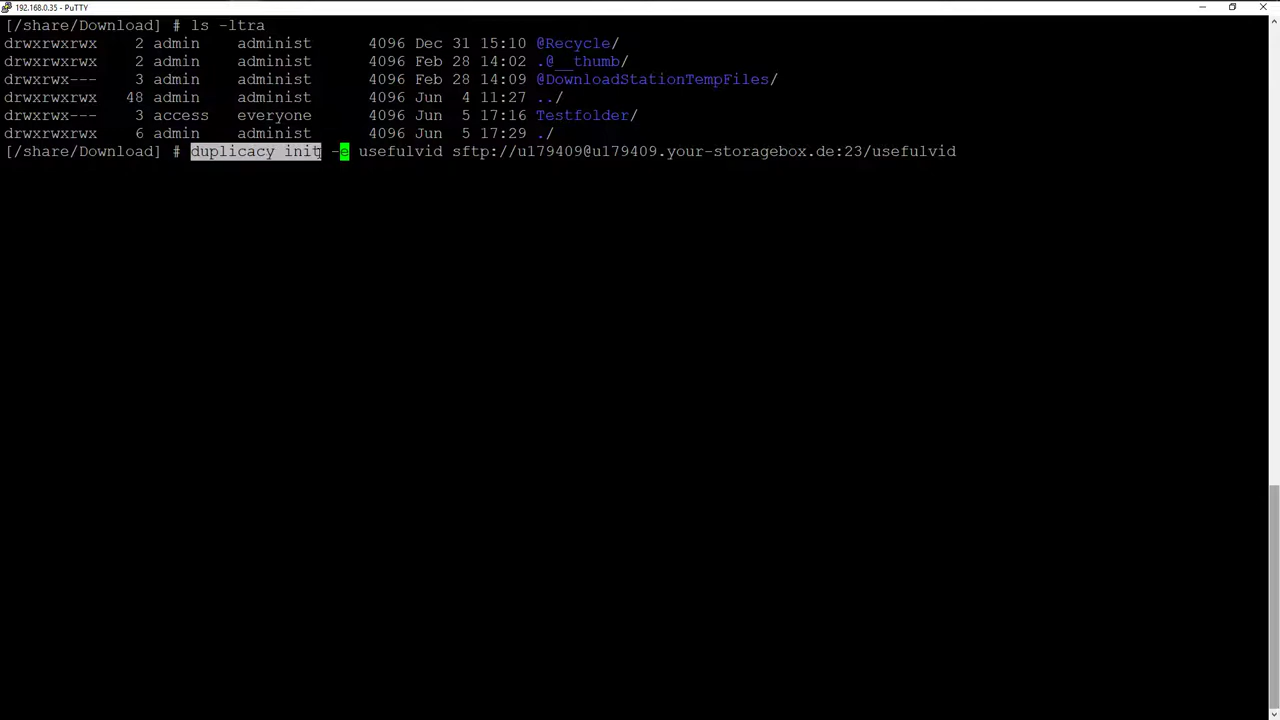 192.168.0.35 - PuTTY
[/share/Download] # ls -ltra
drwxrwxrwx    2 admin    administ      4096 Dec 31 15:10 @Recycle/
drwxrwxrwx    2 admin    administ      4096 Feb 28 14:02 .@__thumb/
drwxrwx---    3 admin    administ      4096 Feb 28 14:09 @DownloadStationTempFiles/
drwxrwxrwx   48 admin    administ      4096 Jun  4 11:27 ../
drwxrwx---    3 access   everyone      4096 Jun  5 17:16 Testfolder/
drwxrwxrwx    6 admin    administ      4096 Jun  5 17:29 ./
[/share/Download] # duplicacy init -e usefulvid sftp://u179409@u179409.your-storagebox.de:23/usefulvid